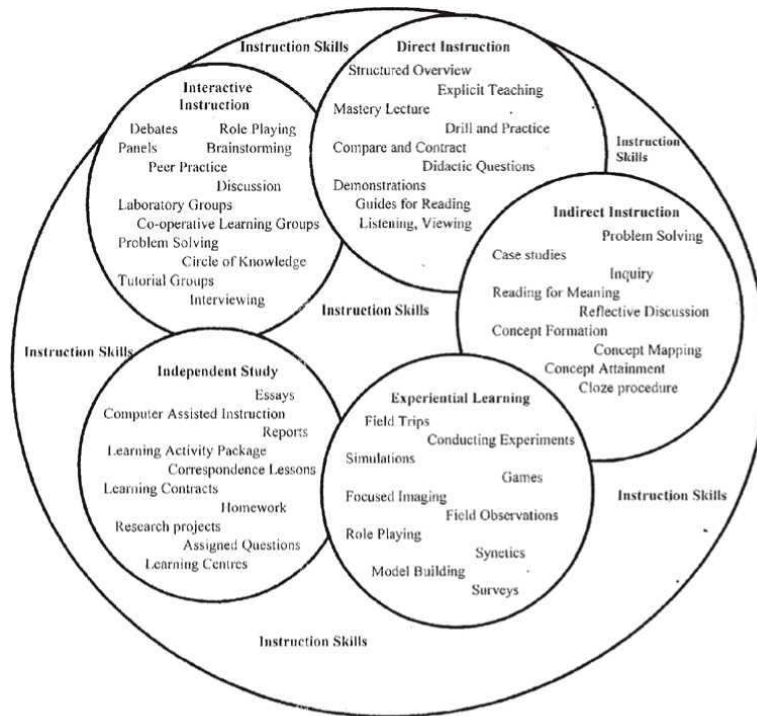 Instruction Skills
Direct Instruction
Structured Overview
Explicit Teaching
Mastery Lecture
Drill and Practice
Compare and Contract
Didactic Questions
Demonstrations
Guides for Reading
Listening, Viewing
Interactive
Instruction
Debates Role Playing
Panels Brainstorming
Peer Practice
Discussion
Laboratory Groups
Co-operative Learning Groups
Problem Solving
Circle of Knowledge
Tutorial Groups
Interviewing
Instruction
Skills
Indirect Instruction
Problem Solving
Case studies
Inquiry
Reading for Meaning
Reflective Discussion
Concept Formation
Concept Mapping
Concept Attainment
Cloze procedure
Instruction Skills
Instruction Skills
Independent Study
Essays
Computer Assisted Instruction
Reports
Learning Activity Package
Correspondence Lessons
Learning Contracts
Homework
Research projects
Assigned Questions
Learning Centres
Experiential Learning
Field Trips
Conducting Experiments
Simulations
Games
Focused Imaging
Field Observations
Role Playing
Synetics
Model Building
Surveys
Instruction Skills
Instruction Skills